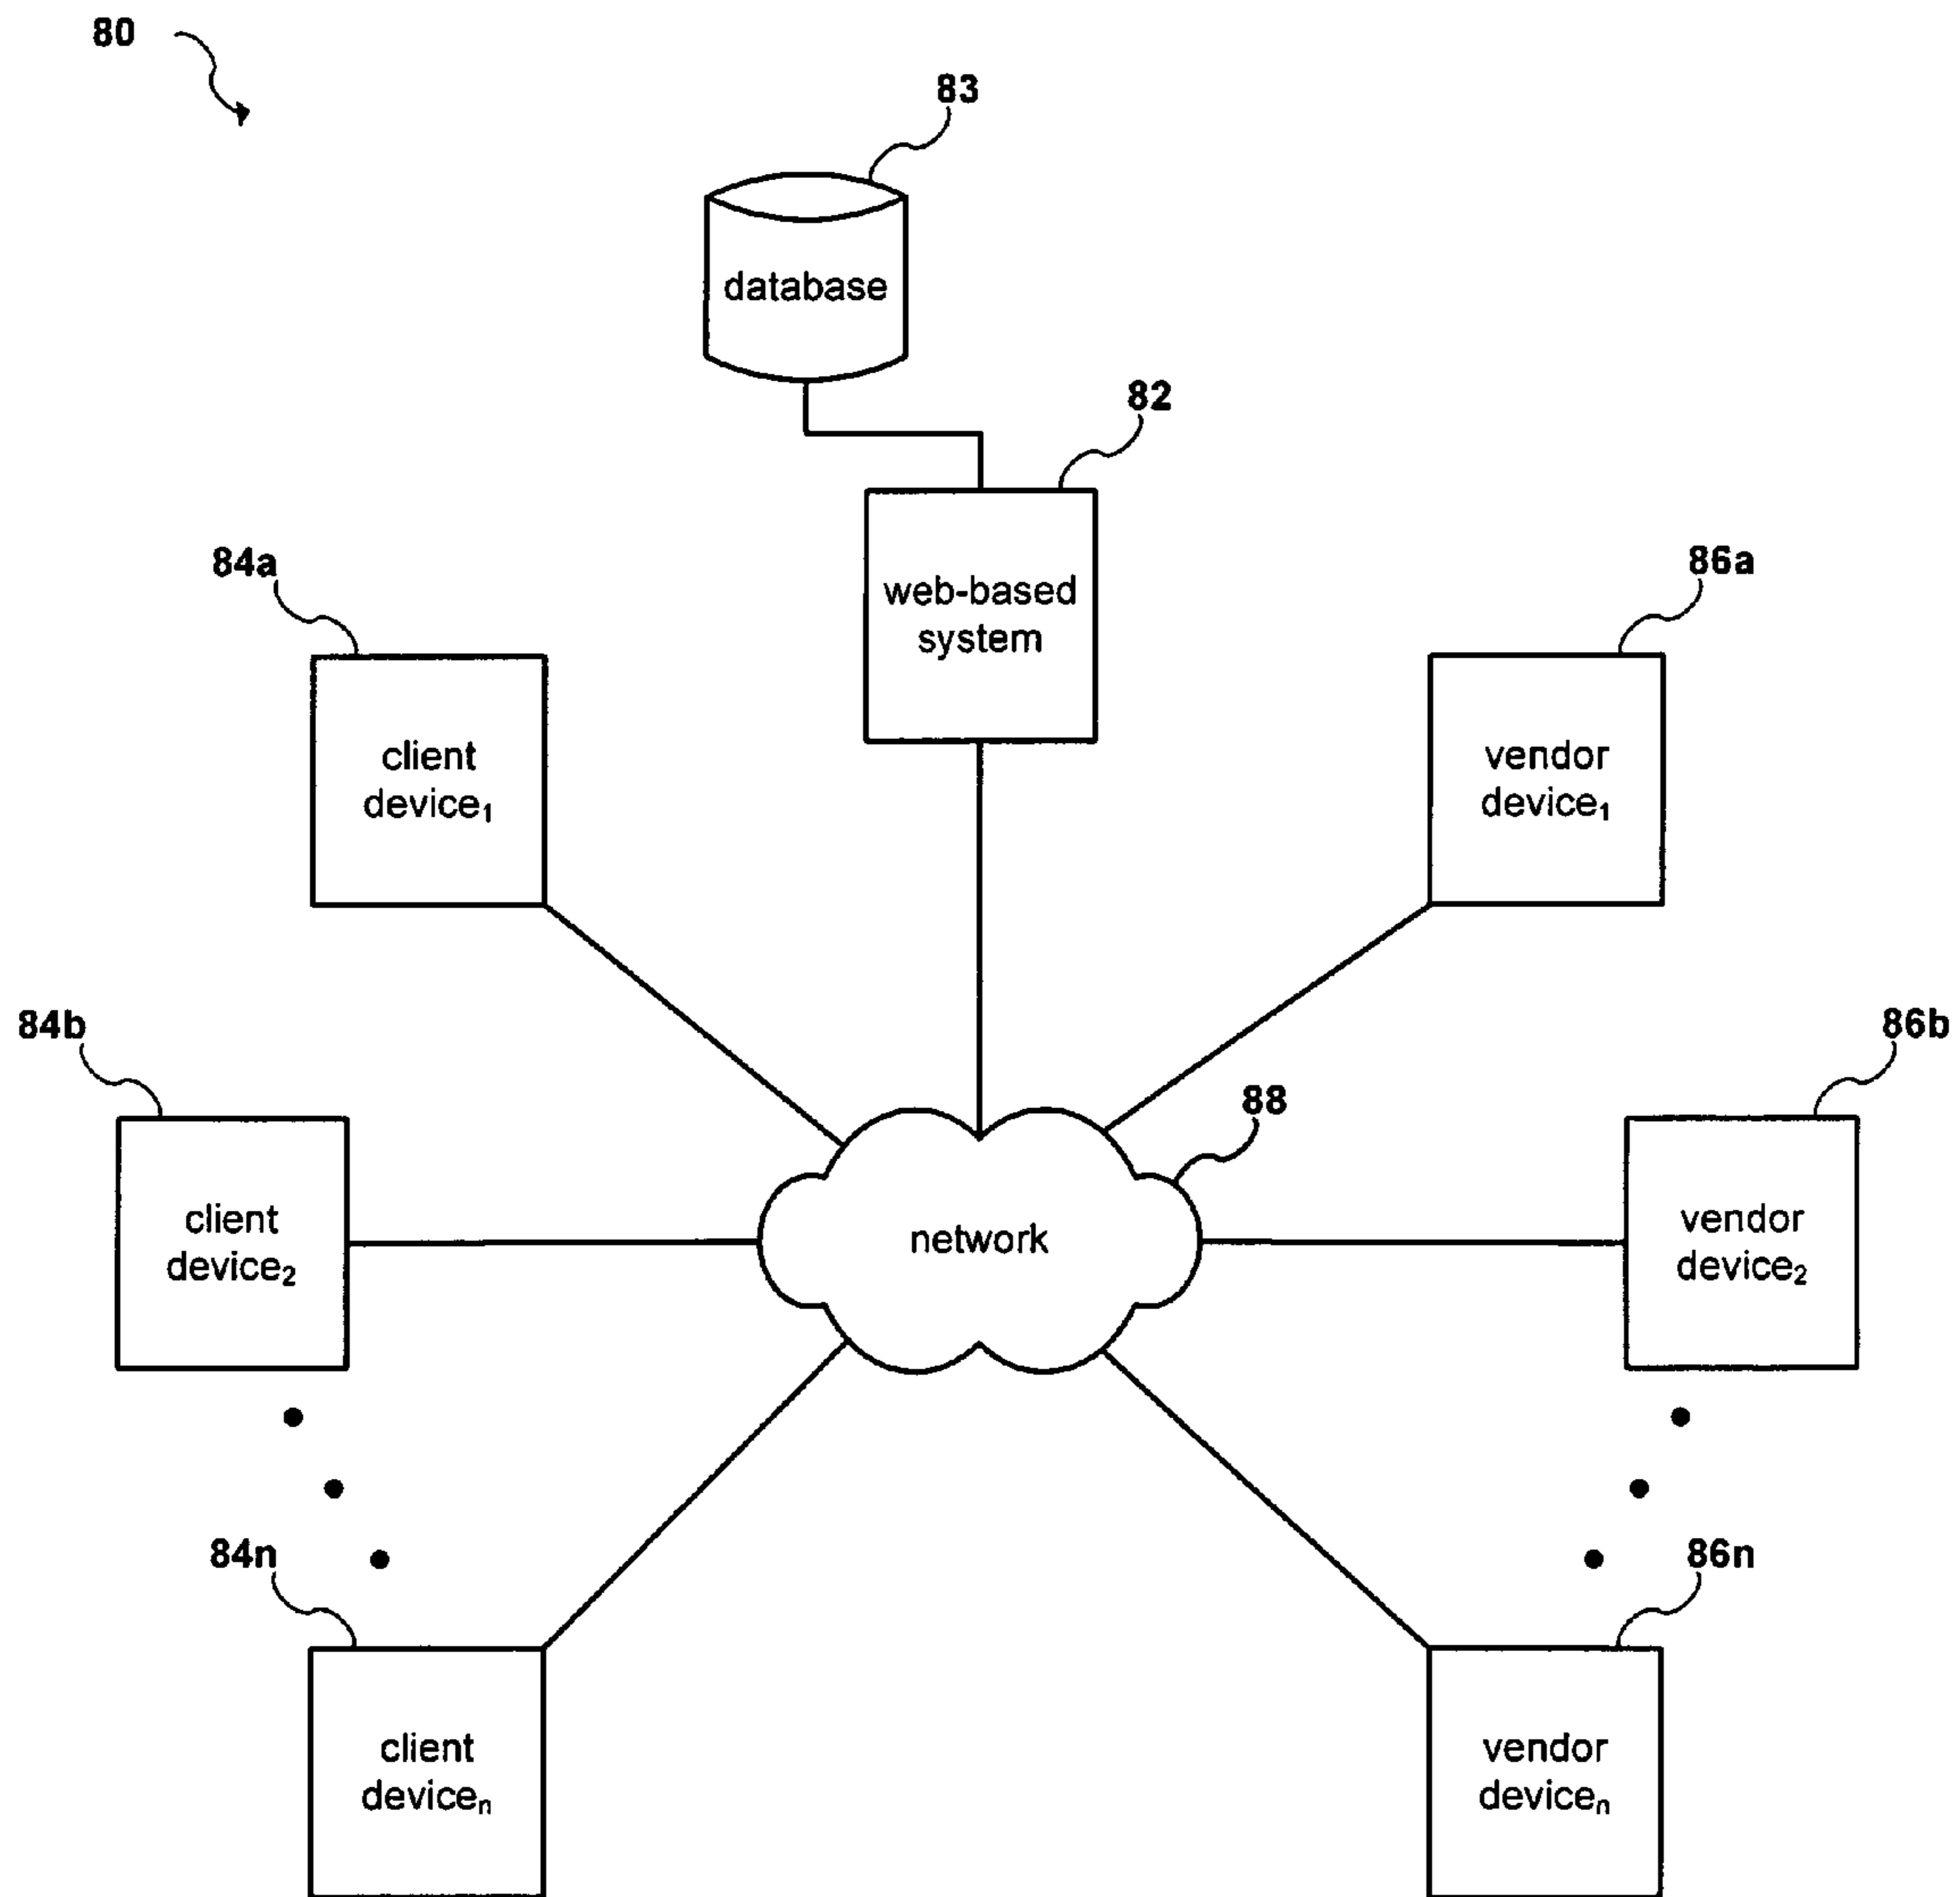 80
83
database
82
web-based
system
84a
86a
client
device₁
vendor
device₁
84b
86b
88
client
device₂
network
vendor
device₂
84n
86n
client
deviceₙ
vendor
deviceₙ